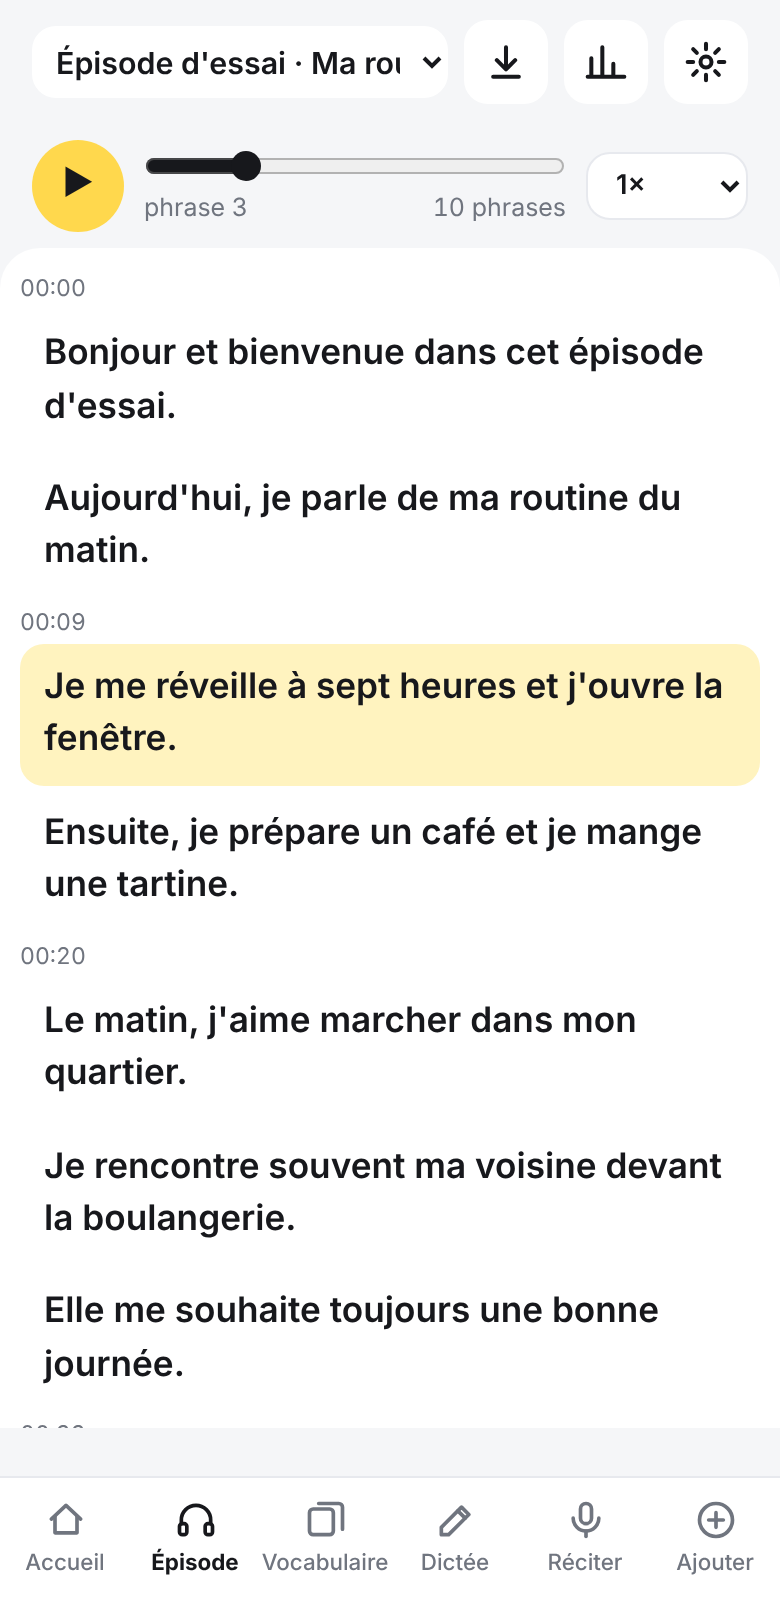 Épisode d'essai · Ma rou
phrase 3
10 phrases
1×
00:00
Bonjour et bienvenue dans cet épisode
d'essai.
Aujourd'hui, je parle de ma routine du
matin.
00:09
Je me réveille à sept heures et j'ouvre la
fenêtre.
Ensuite, je prépare un café et je mange
une tartine.
00:20
Le matin, j'aime marcher dans mon
quartier.
Je rencontre souvent ma voisine devant
la boulangerie.
Elle me souhaite toujours une bonne
journée.
Accueil
Épisode
Vocabulaire
Dictée
Réciter
Ajouter